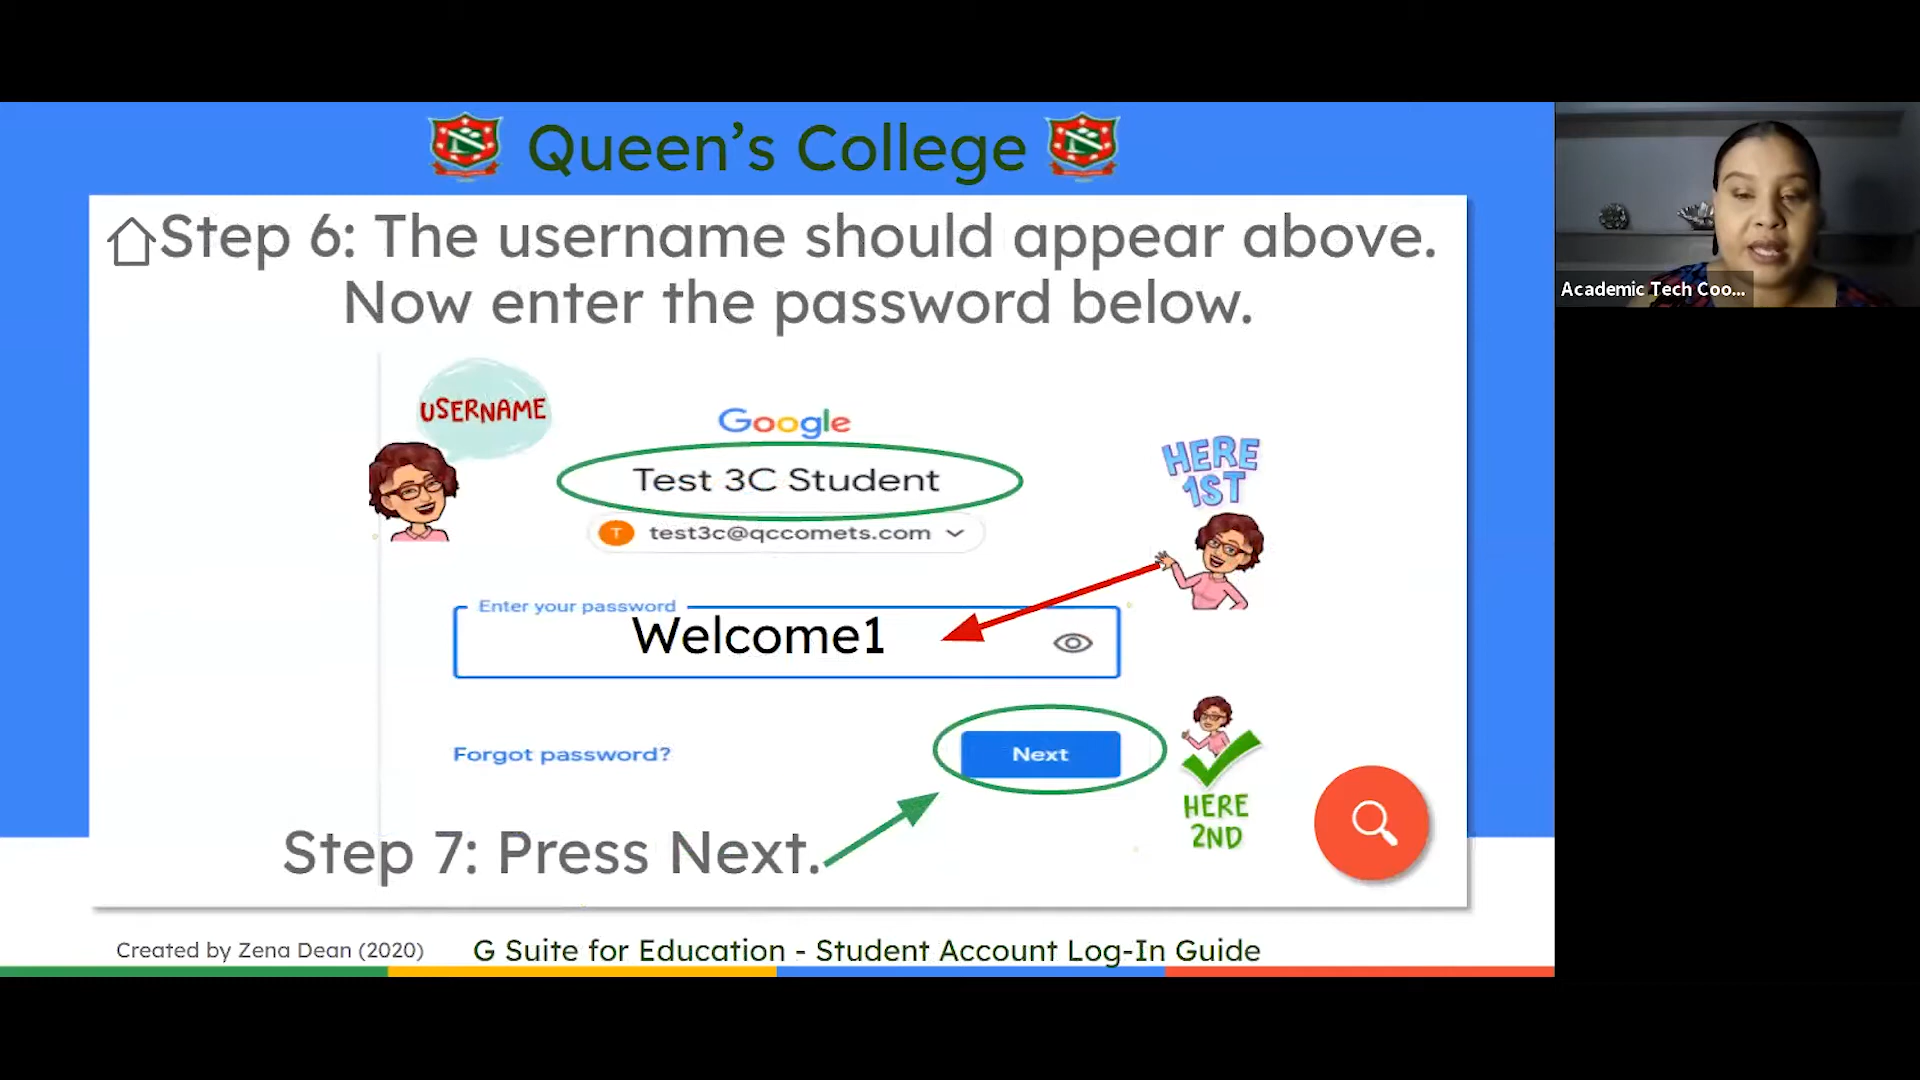 Queen's College
Step 6: The username should appear above.
Now enter the password below.
USERNAME
Google
Test 3C Student
T test3c@qccomets.com
HERE
1ST
Enter your password
Welcome1
Forgot password?
Next
HERE
2ND
Step 7: Press Next.
Created by Zena Dean (2020)
G Suite for Education - Student Account Log-In Guide
Academic Tech Coo...